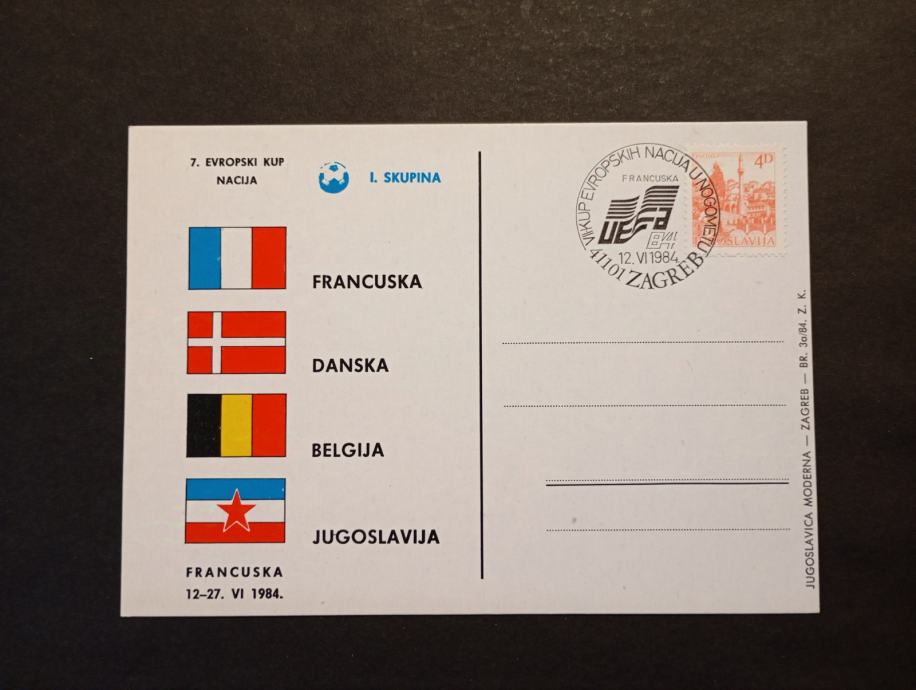 7. EVROPSKI KUP
NACIJA
I. SKUPINA
FRANCUSKA
DANSKA
BELGIJA
JUGOSLAVIJA
FRANCUSKA
12–27. VI 1984.
VII KUP EVROPSKIH NACIJA U NOGOMETU
FRANCUSKA
UEFA
84
12. VI 1984.
41101 ZAGREB
4D
JUGOSLAVIJA
JUGOSLAVICA MODERNA — ZAGREB — BR. 3a/84. Z. K.